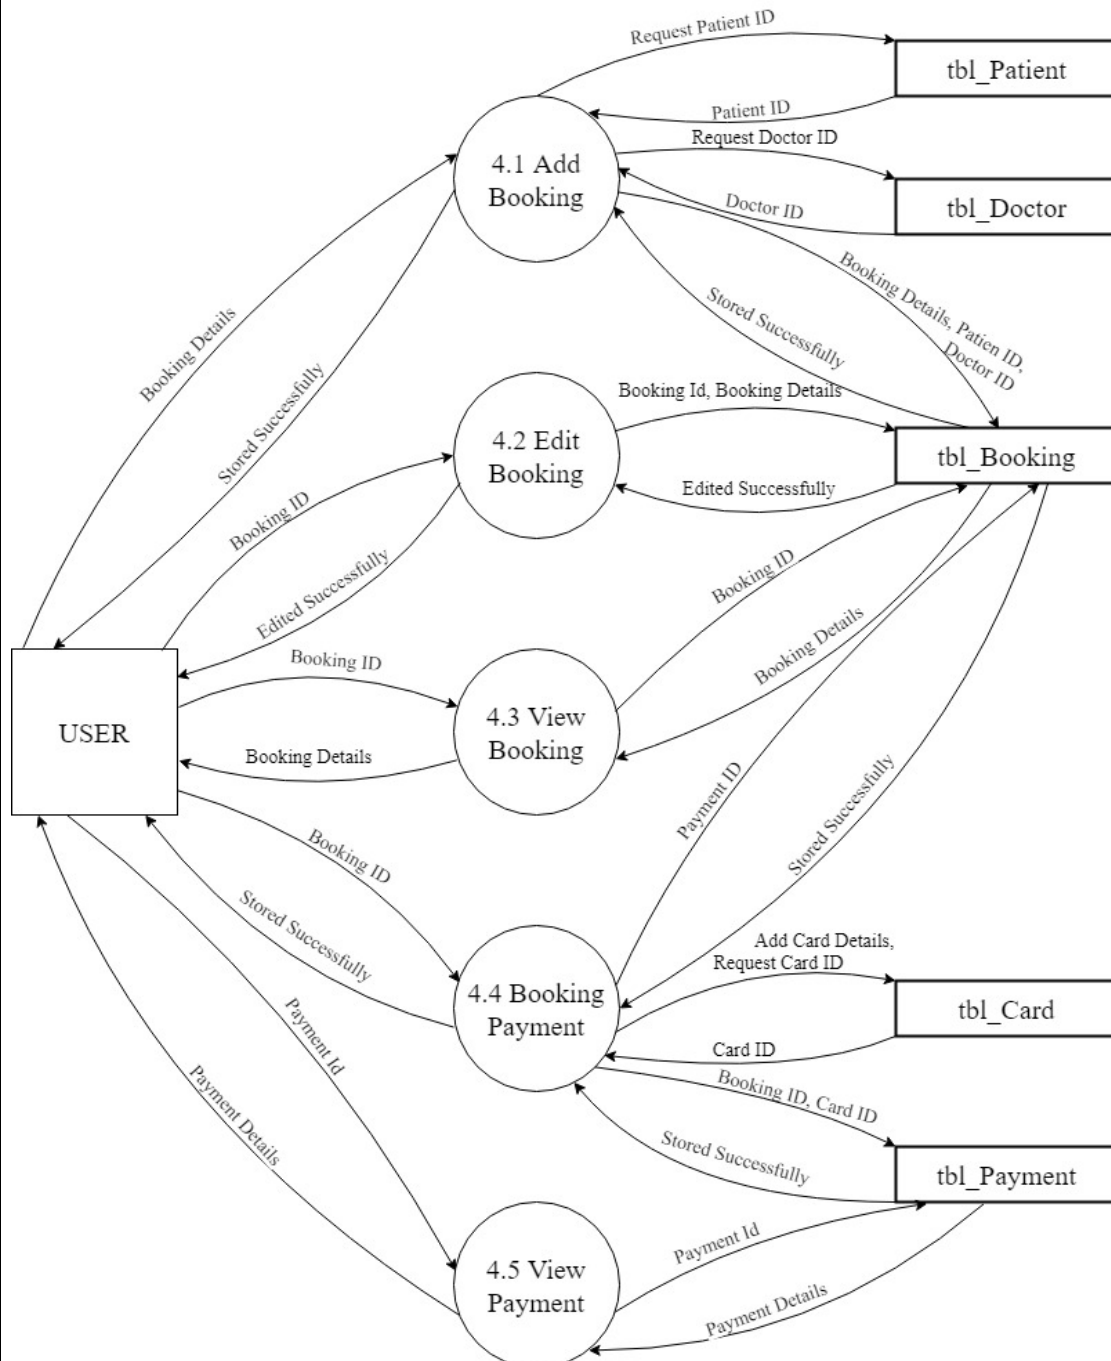 Request Patient ID
tbl_Patient
Patient ID
Request Doctor ID
4.1 Add
Booking
Doctor ID
tbl_Doctor
Booking Details, Patien ID,
Doctor ID
Stored Successfully
Booking Details
Stored Successfully
Booking Id, Booking Details
4.2 Edit
Booking
tbl_Booking
Edited Successfully
Booking ID
Edited Successfully
Booking ID
Booking Details
Booking ID
USER
4.3 View
Booking
Booking Details
Payment ID
Stored Successfully
Booking ID
Stored Successfully
Add Card Details,
Request Card ID
4.4 Booking
Payment
tbl_Card
Card ID
Payment Id
Payment Details
Booking ID, Card ID
Stored Successfully
tbl_Payment
Payment Id
4.5 View
Payment
Payment Details